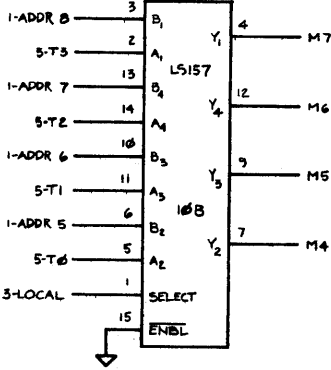 3
1-ADDR 8 B1 Y1 4 M7
2
5-T3 A1
LS157
13
1-ADDR 7 B4
12
Y4 M6
14
5-T2 A4
10
1-ADDR 6 B3
9
Y3 M5
11
5-T1 A3
10B
6
1-ADDR 5 B2
7
Y2 M4
5
5-T0 A2
1
3-LOCAL SELECT
15
ENBL